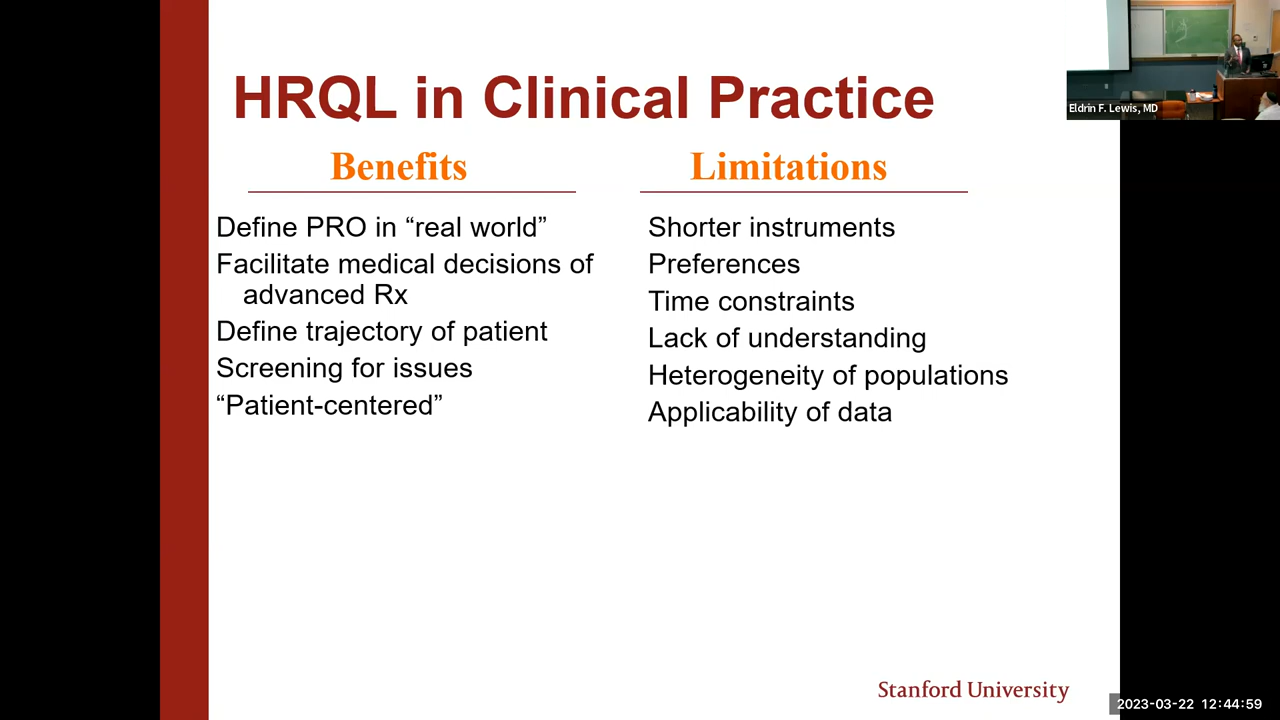 HRQL in Clinical Practice
Benefits
Define PRO in “real world”
Facilitate medical decisions of
advanced Rx
Define trajectory of patient
Screening for issues
“Patient-centered”
Limitations
Shorter instruments
Preferences
Time constraints
Lack of understanding
Heterogeneity of populations
Applicability of data
Eldrin F. Lewis, MD
Stanford University
2023-03-22 12:44:59